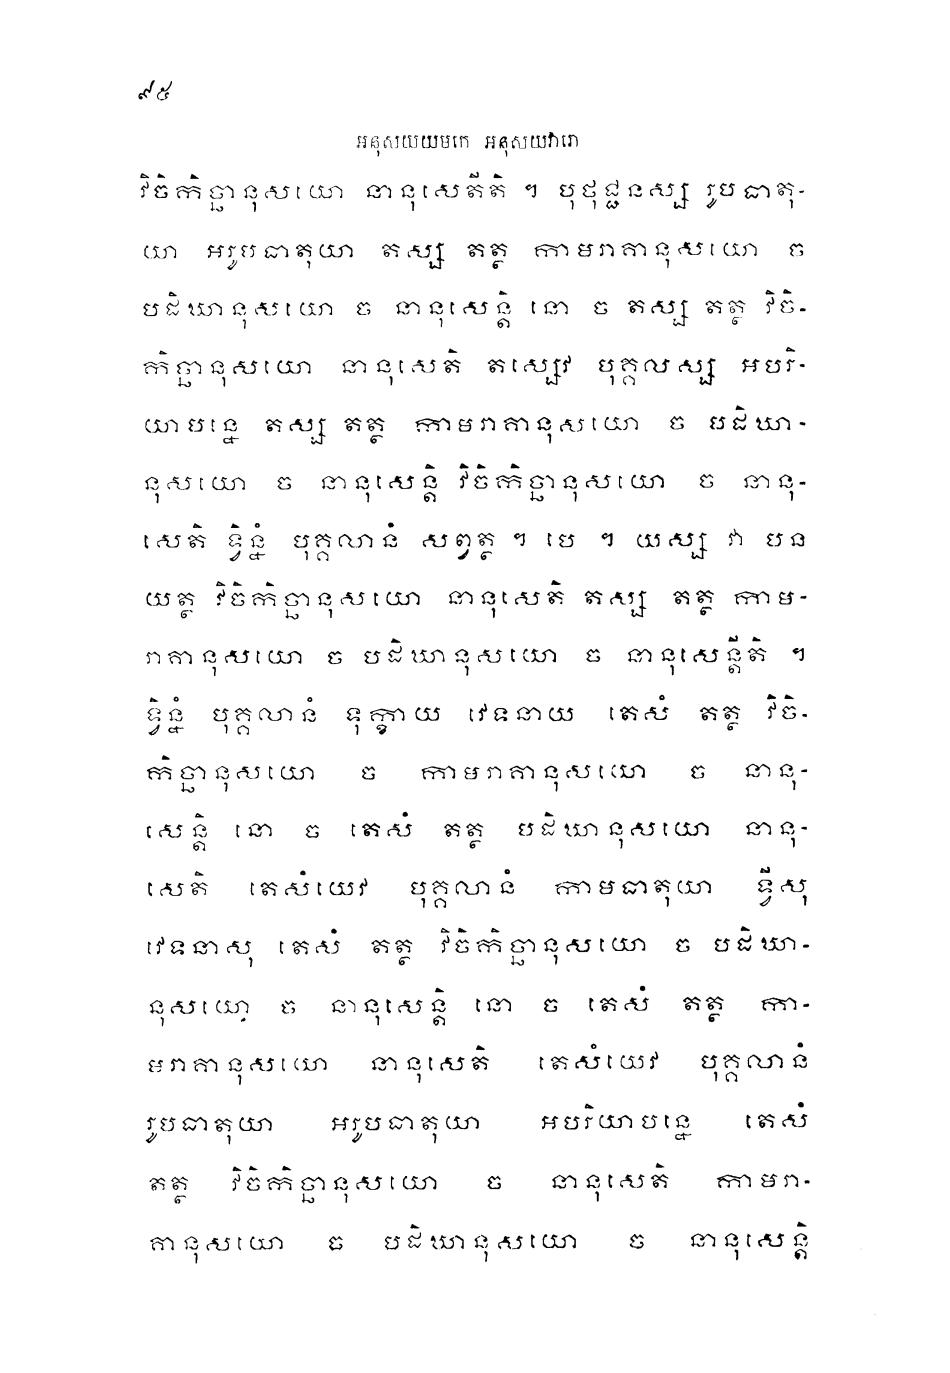 ៩៥
អនុសយយមកេ អនុសយវារោ
វិចិកិច្ឆានុសយោ នានុសេតីតិ ។ បុថុជ្ជនស្ស រូបធាតុ-
យា អរូបធាតុយា តស្ស តត្ថ កាមរាគានុសយោ ច
បដិឃានុសយោ ច នានុសេន្តិ នោ ច តស្ស តត្ថ វិចិ-
កិច្ឆានុសយោ នានុសេតិ តស្សេវ បុគ្គលស្ស អបរិ-
យាបន្នេ តស្ស តត្ថ កាមរាគានុសយោ ច បដិឃា-
នុសយោ ច នានុសេន្តិ វិចិកិច្ឆានុសយោ ច នានុ-
សេតិ ទ្វិន្នំ បុគ្គលានំ សព្វត្ថ ។ បេ ។ យស្ស វា បន
យត្ថ វិចិកិច្ឆានុសយោ នានុសេតិ តស្ស តត្ថ កាម-
រាគានុសយោ ច បដិឃានុសយោ ច នានុសេន្តីតិ ។
ទ្វិន្នំ បុគ្គលានំ ទុក្ខាយ វេទនាយ តេសំ តត្ថ វិចិ-
កិច្ឆានុសយោ ច កាមរាគានុសយោ ច នានុ-
សេន្តិ នោ ច តេសំ តត្ថ បដិឃានុសយោ នានុ-
សេតិ តេសំយេវ បុគ្គលានំ កាមធាតុយា ទ្វីសុ
វេទនាសុ តេសំ តត្ថ វិចិកិច្ឆានុសយោ ច បដិឃា-
នុសយោ ច នានុសេន្តិ នោ ច តេសំ តត្ថ កា-
មរាគានុសយោ នានុសេតិ តេសំយេវ បុគ្គលានំ
រូបធាតុយា អរូបធាតុយា អបរិយាបន្នេ តេសំ
តត្ថ វិចិកិច្ឆានុសយោ ច នានុសេតិ កាមរា-
គានុសយោ ច បដិឃានុសយោ ច នានុសេន្តិ